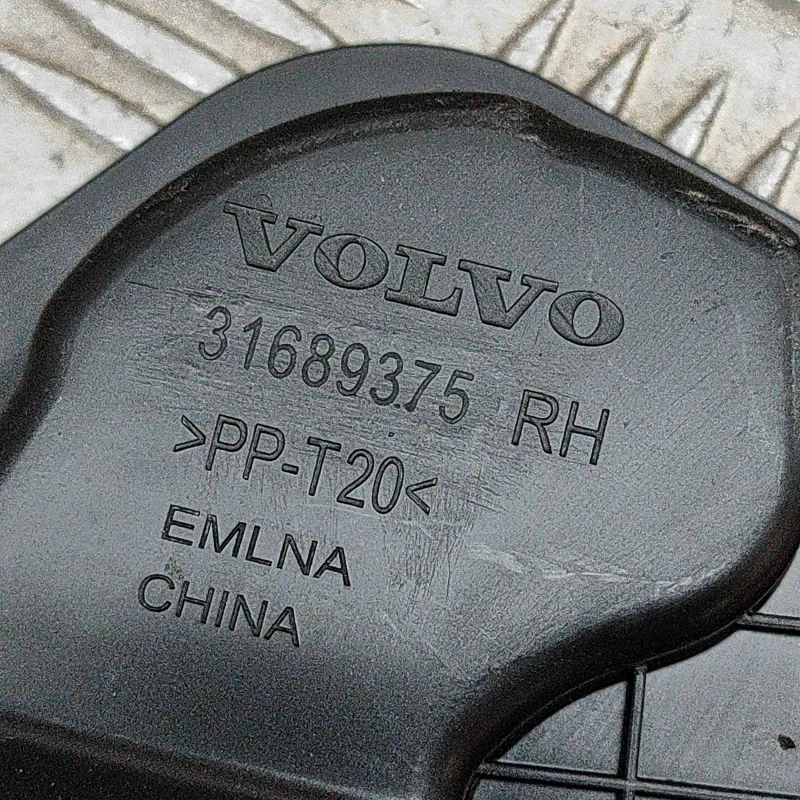 VOLVO
31689375 RH
>PP-T20<
EMLNA
CHINA